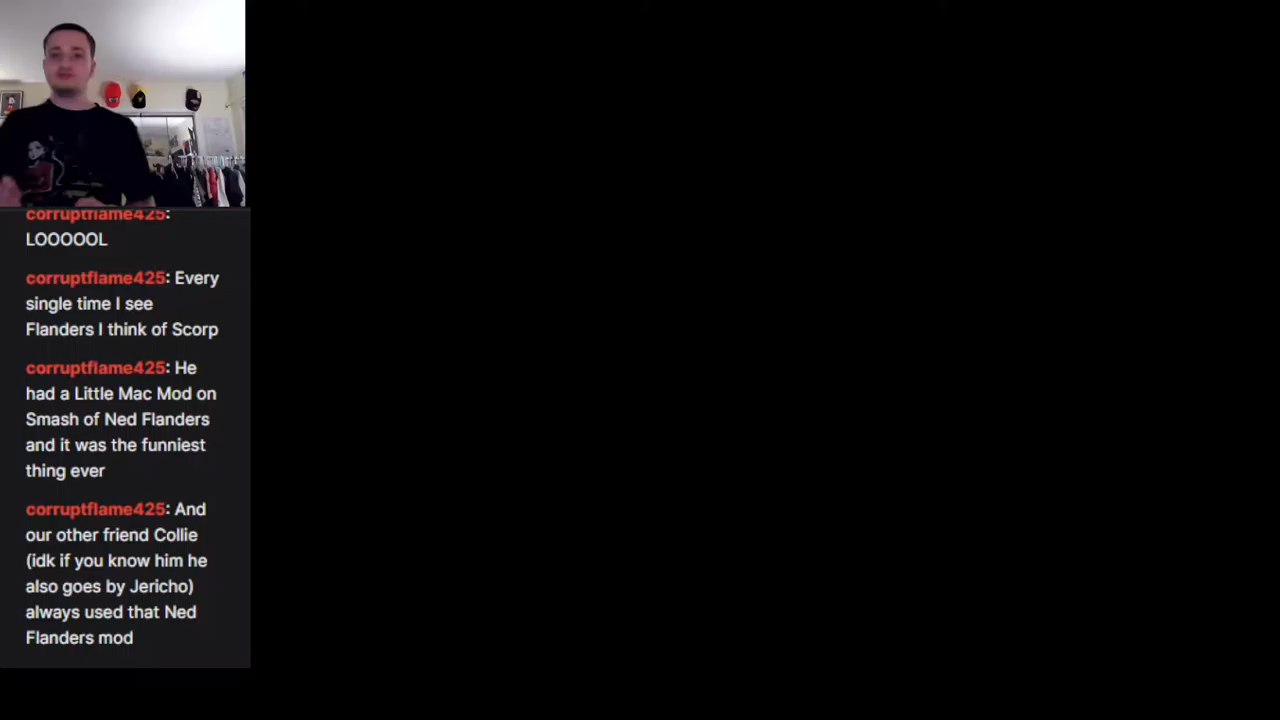 corruptflame425:
LOOOOOL
corruptflame425: Every
single time I see
Flanders I think of Scorp
corruptflame425: He
had a Little Mac Mod on
Smash of Ned Flanders
and it was the funniest
thing ever
corruptflame425: And
our other friend Collie
(idk if you know him he
also goes by Jericho)
always used that Ned
Flanders mod